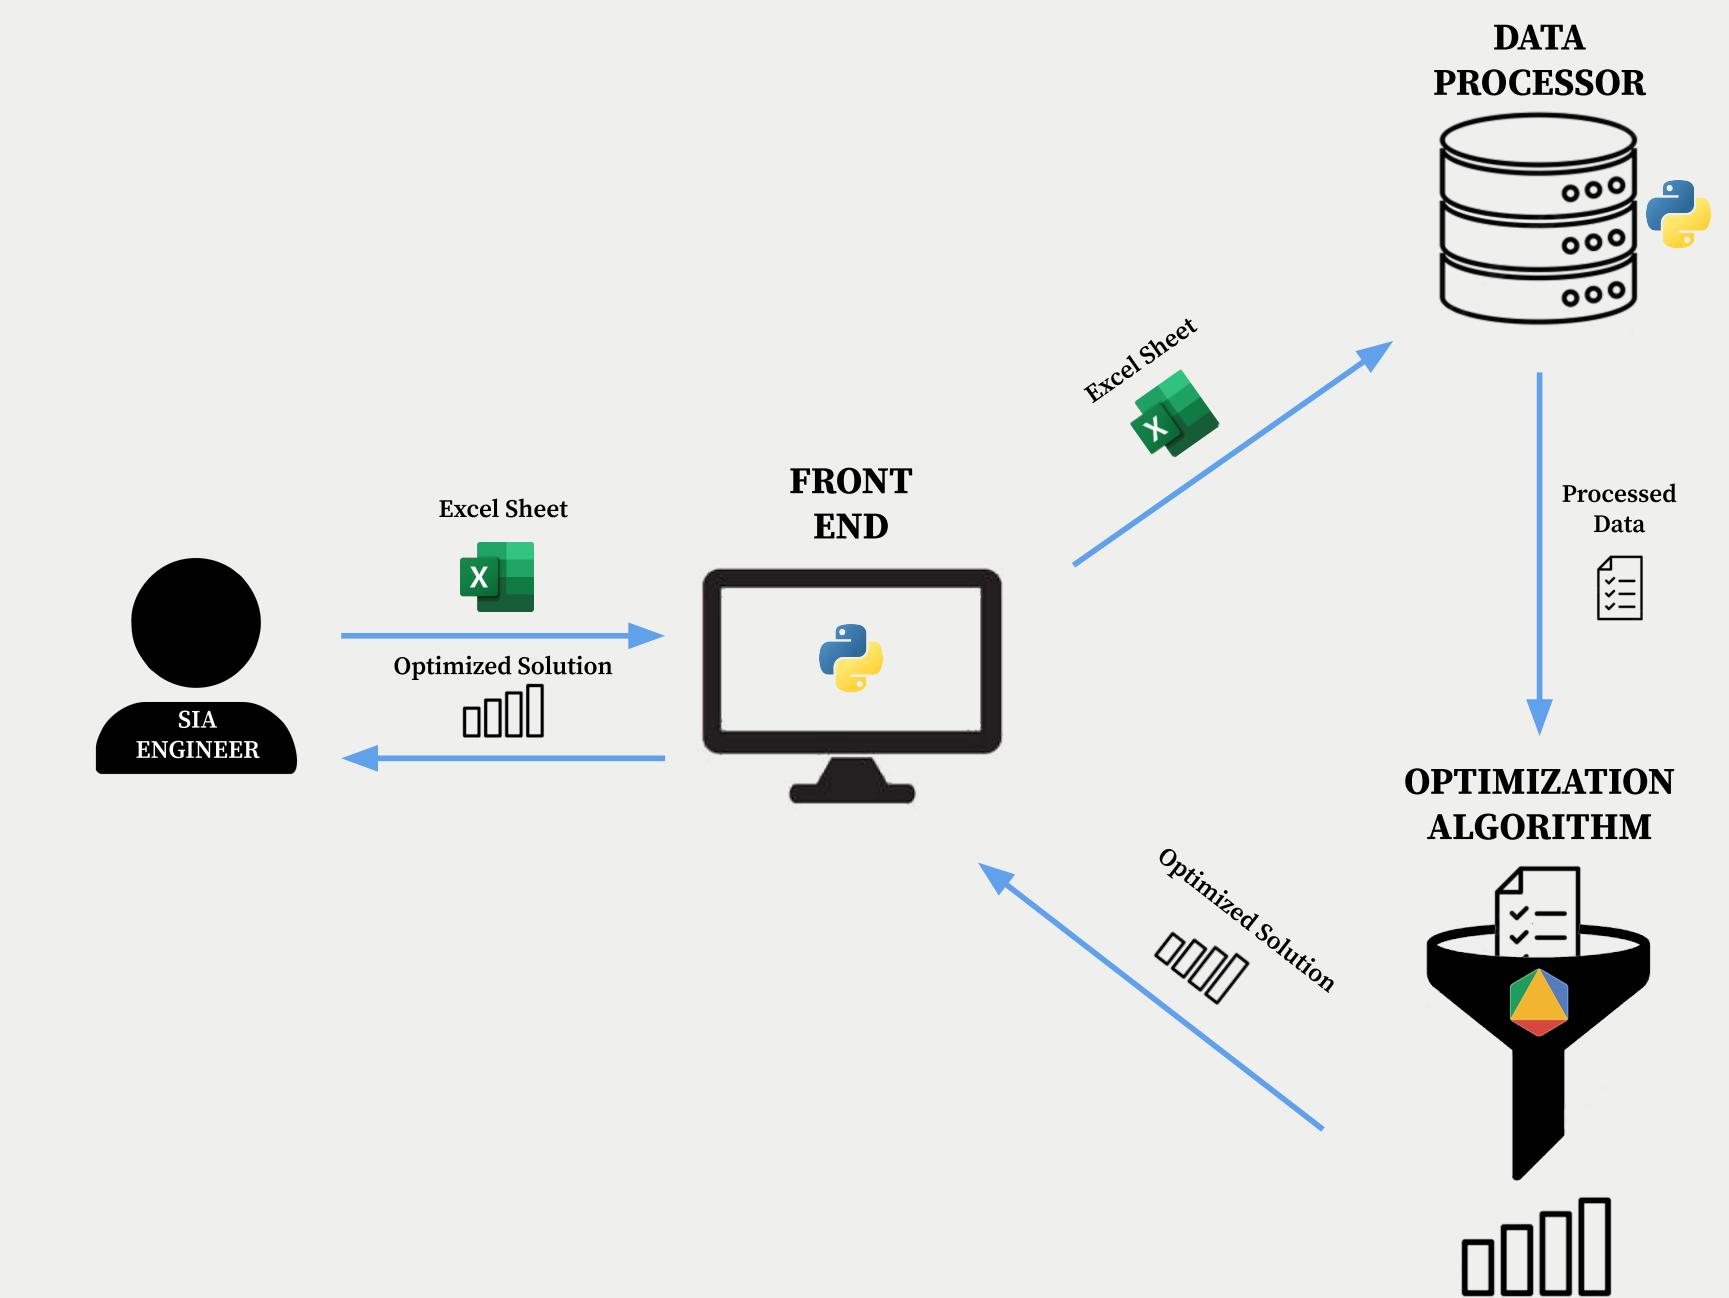 DATA
PROCESSOR
Excel Sheet
FRONT
END
Excel Sheet
X
Processed
Data
X
Optimized Solution
SIA
ENGINEER
OPTIMIZATION
ALGORITHM
Optimized Solution